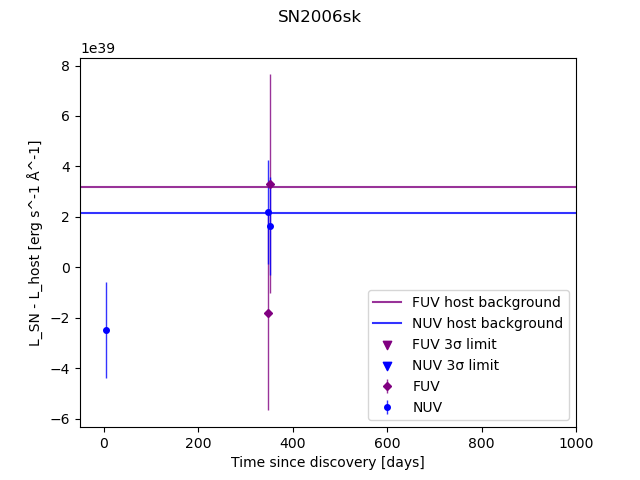 SN2006sk
1e39
L_SN - L_host [erg s^-1 Å^-1]
8
6
4
2
0
−2
−4
−6
FUV host background
NUV host background
FUV 3σ limit
NUV 3σ limit
FUV
NUV
0 200 400 600 800 1000
Time since discovery [days]